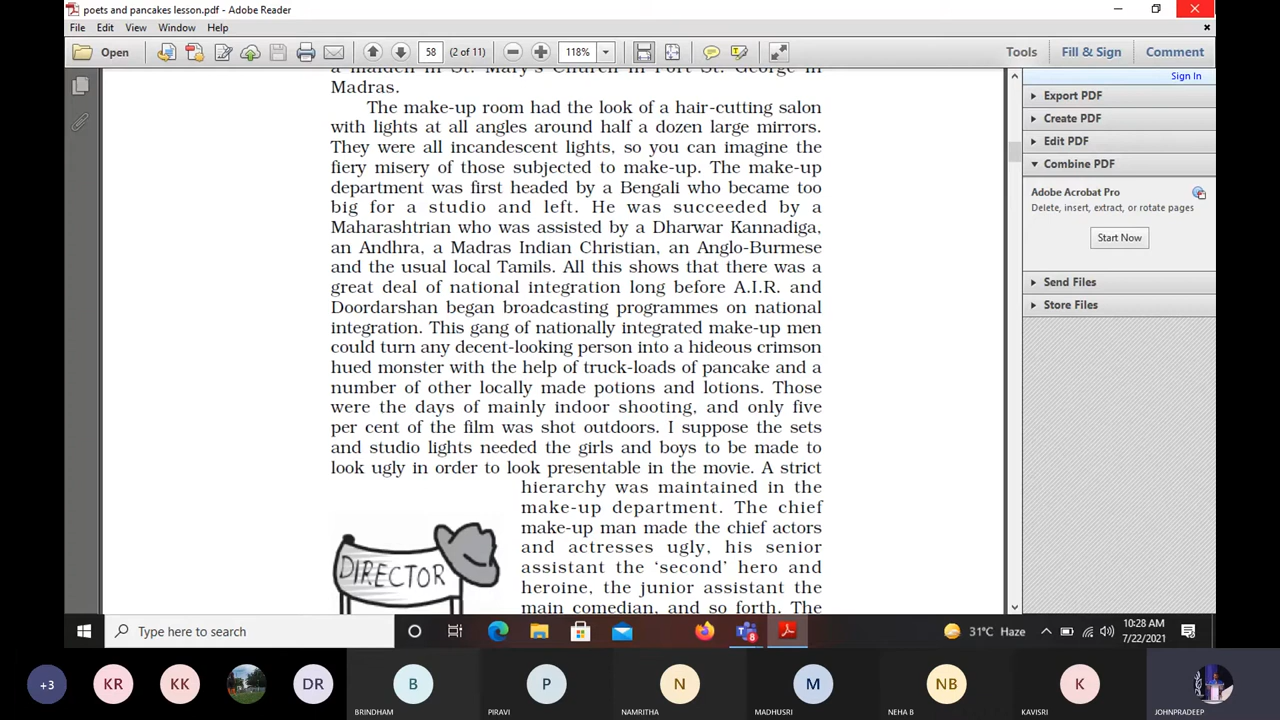 poets and pancakes lesson.pdf - Adobe Reader
File Edit View Window Help
Open 58 (2 of 11) 118% Tools Fill & Sign Comment
Sign In
a maiden in St. Mary's Church in Fort St. George in
Madras.
The make-up room had the look of a hair-cutting salon
with lights at all angles around half a dozen large mirrors.
They were all incandescent lights, so you can imagine the
fiery misery of those subjected to make-up. The make-up
department was first headed by a Bengali who became too
big for a studio and left. He was succeeded by a
Maharashtrian who was assisted by a Dharwar Kannadiga,
an Andhra, a Madras Indian Christian, an Anglo-Burmese
and the usual local Tamils. All this shows that there was a
great deal of national integration long before A.I.R. and
Doordarshan began broadcasting programmes on national
integration. This gang of nationally integrated make-up men
could turn any decent-looking person into a hideous crimson
hued monster with the help of truck-loads of pancake and a
number of other locally made potions and lotions. Those
were the days of mainly indoor shooting, and only five
per cent of the film was shot outdoors. I suppose the sets
and studio lights needed the girls and boys to be made to
look ugly in order to look presentable in the movie. A strict
hierarchy was maintained in the
make-up department. The chief
make-up man made the chief actors
and actresses ugly, his senior
assistant the ‘second’ hero and
heroine, the junior assistant the
main comedian, and so forth. The
DIRECTOR
Export PDF
Create PDF
Edit PDF
Combine PDF
Adobe Acrobat Pro
Delete, insert, extract, or rotate pages
Start Now
Send Files
Store Files
Type here to search
8
31°C Haze
10:28 AM
7/22/2021
+3 KR KK DR B P N M NB K
BRINDHAM PIRAVI NAMRITHA MADHUSRI NEHA B KAVISRI JOHNPRADEEP